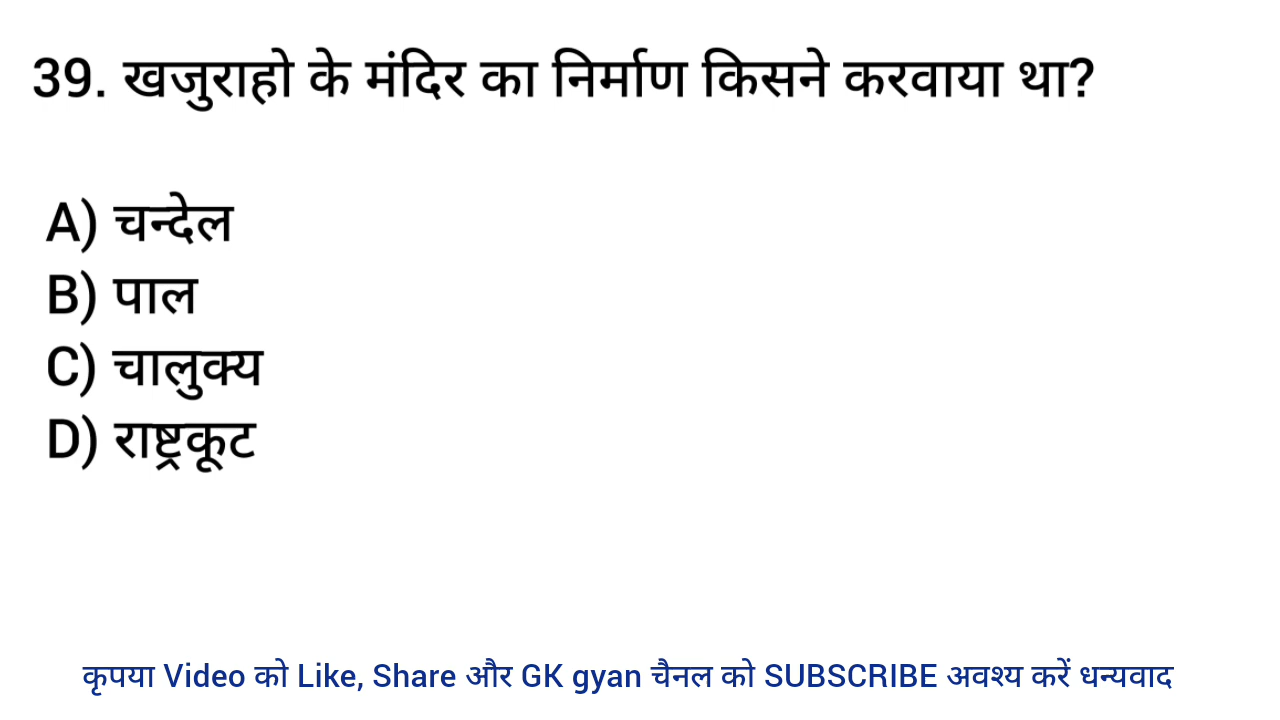 39. खजुराहो के मंदिर का निर्माण किसने करवाया था?
A) चन्देल
B) पाल
C) चालुक्य
D) राष्ट्रकूट
कृपया Video को Like, Share और GK gyan चैनल को SUBSCRIBE अवश्य करें धन्यवाद